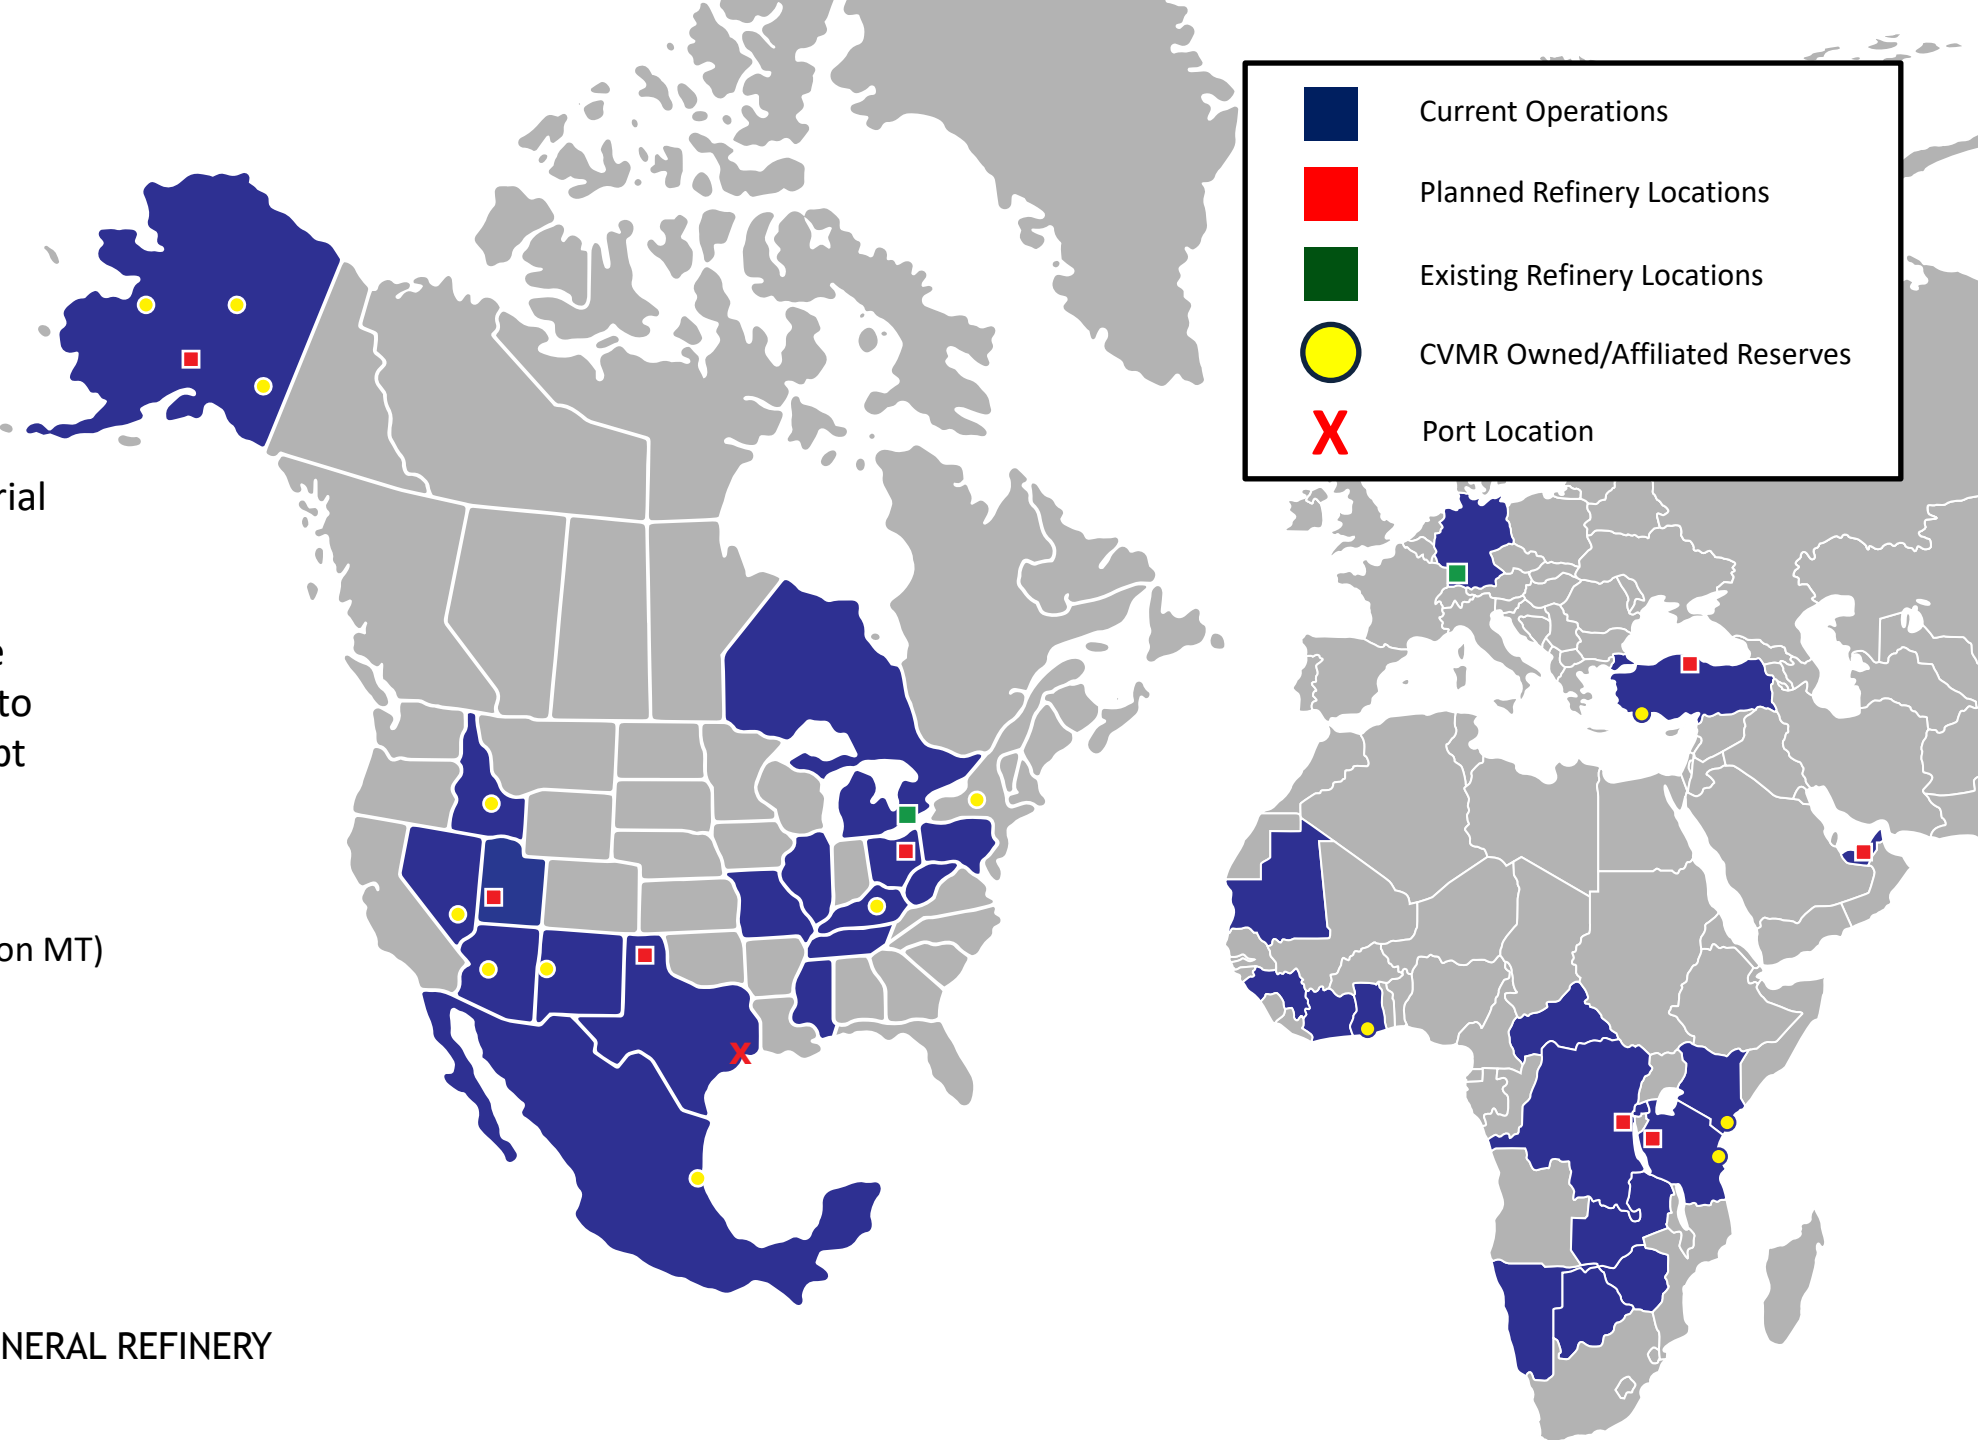 Current Operations
Planned Refinery Locations
Existing Refinery Locations
CVMR Owned/Affiliated Reserves
X Port Location
rial
e
to
ot
on MT)
X
NERAL REFINERY